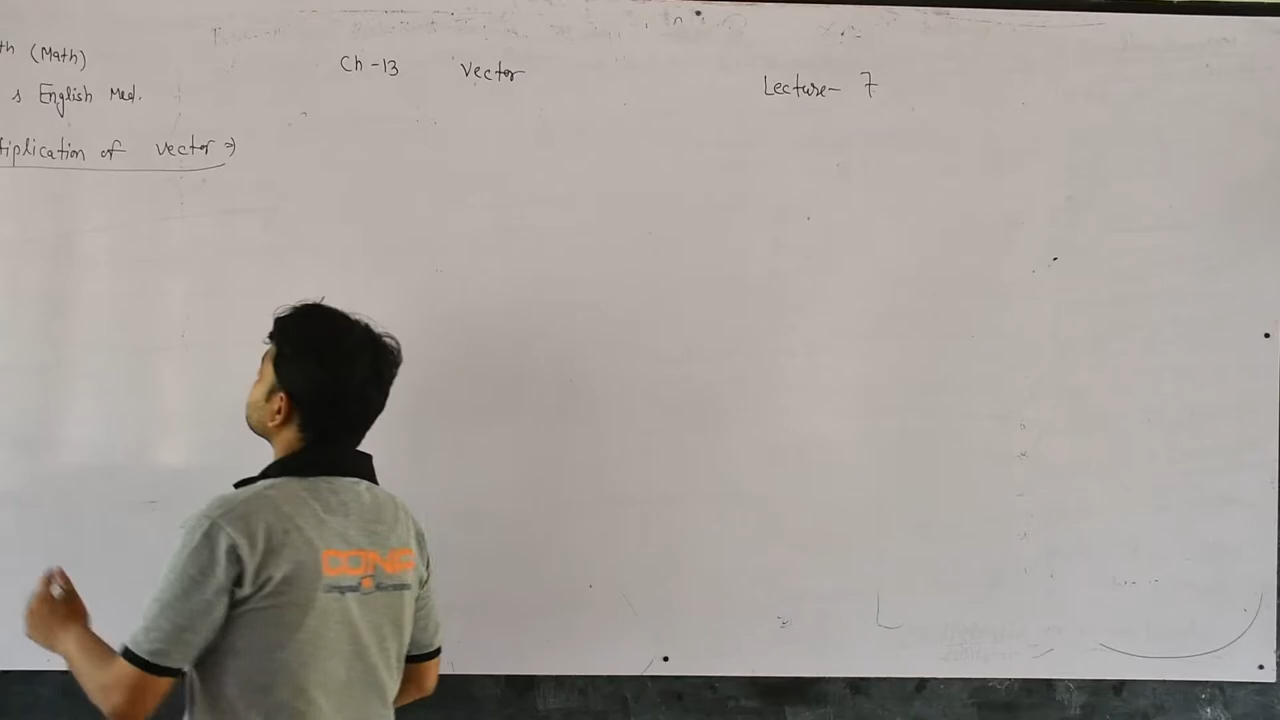 th (Math)
Ch-13 Vector
Lecture- 7
s English Med.
tiplication of vector ⇒